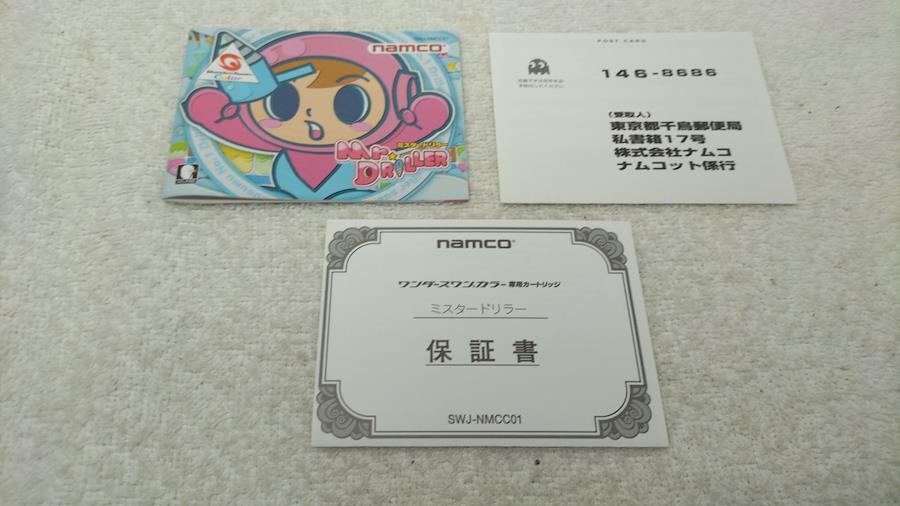 SWJ-NMCC01
namco
WonderSwan
Color
ミスタードリラー
Mr. DRILLER
POST CARD
146-8686
(受取人)
東京都千鳥郵便局
私書箱17号
株式会社ナムコ
ナムコット係行
namco
ワンダースワンカラー専用カートリッジ
ミスタードリラー
保証書
SWJ-NMCC01